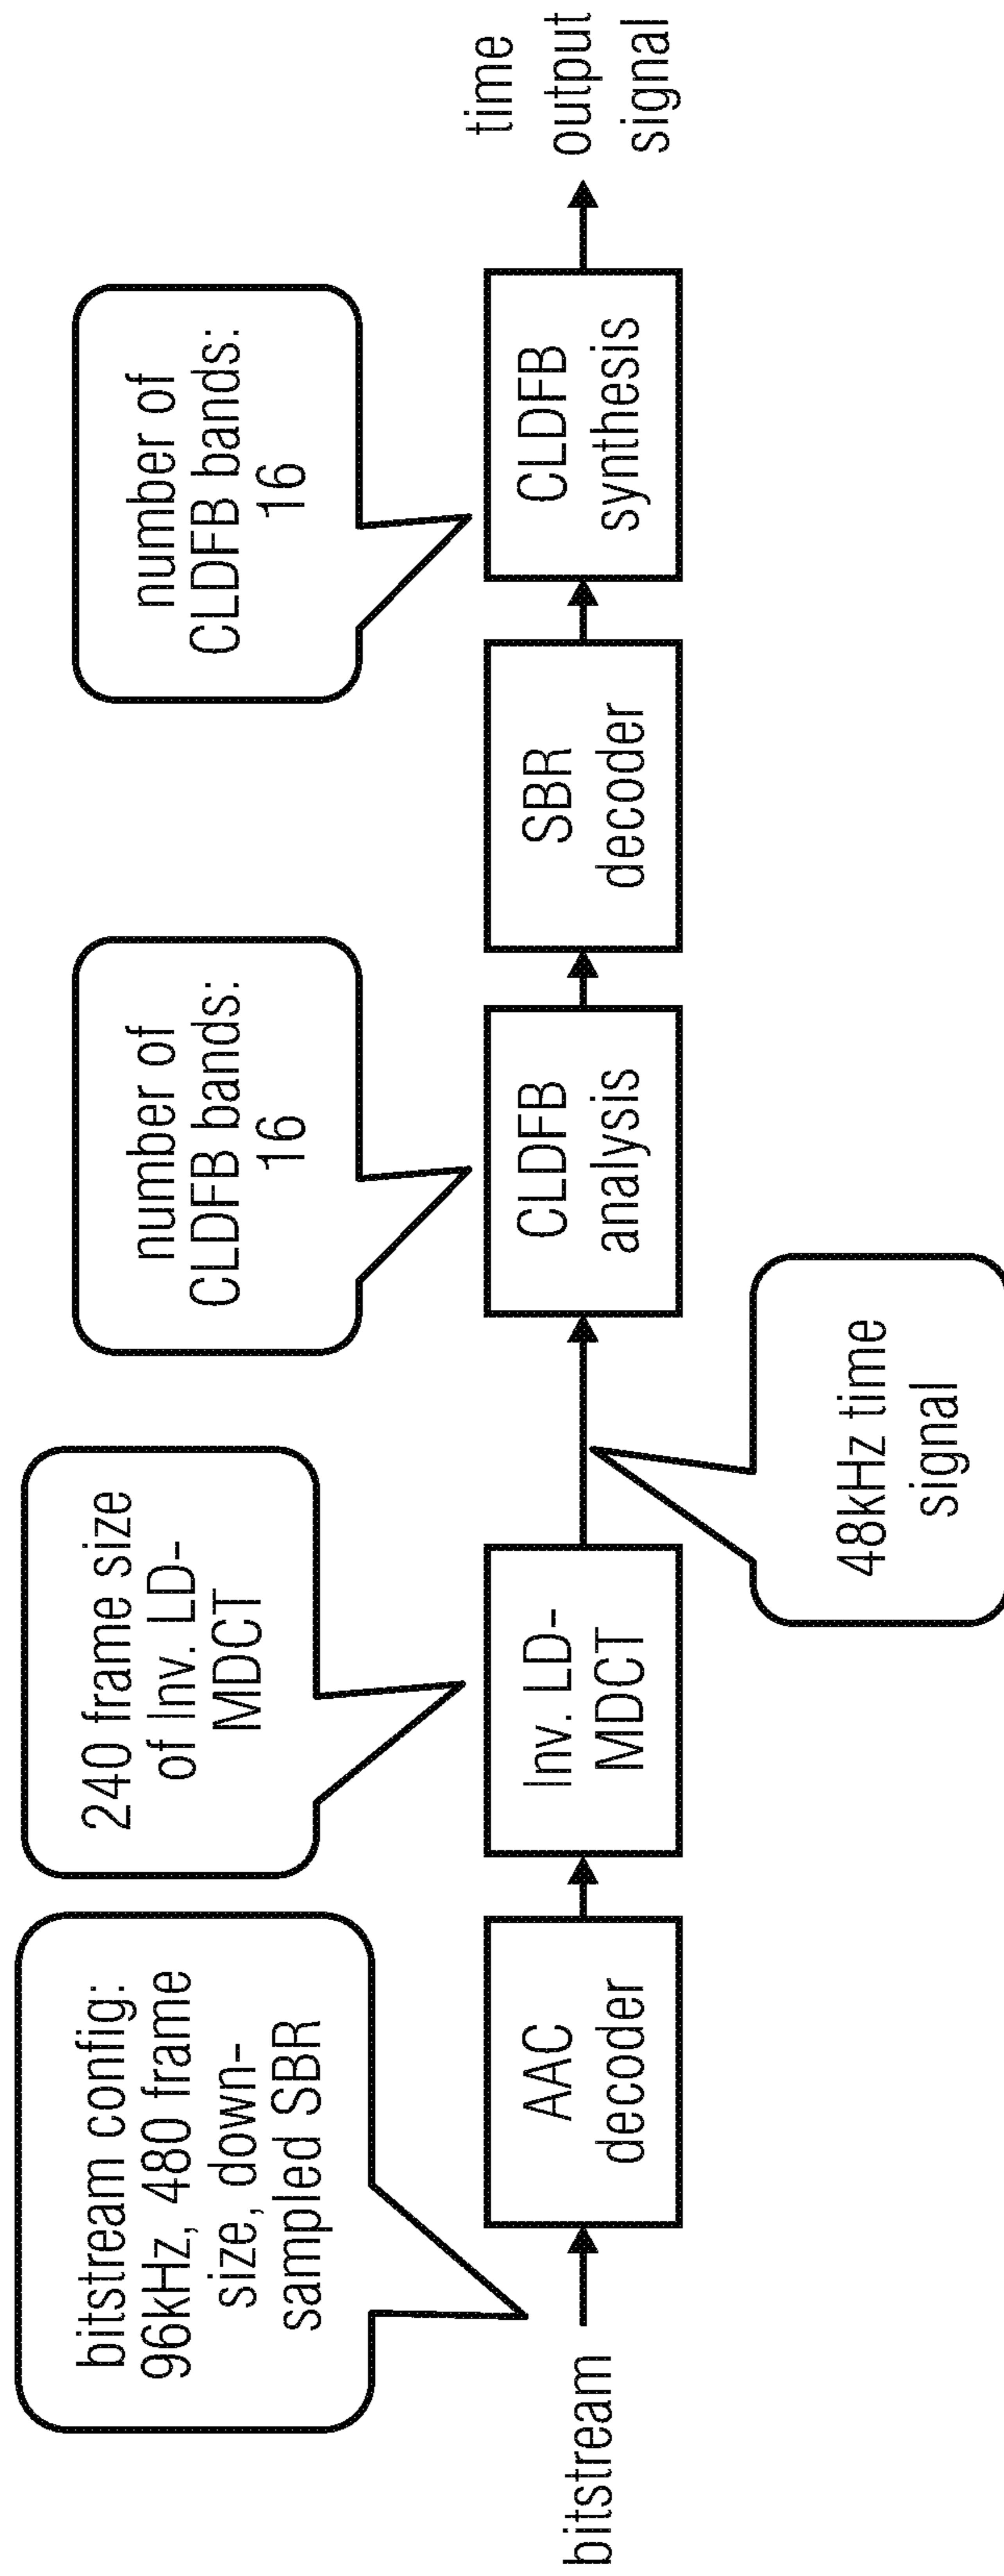 bitstream config:
96kHz, 480 frame
size, down-
sampled SBR
240 frame size
of Inv. LD-
MDCT
number of
CLDFB bands:
16
number of
CLDFB bands:
16
bitstream
AAC
decoder
Inv. LD-
MDCT
CLDFB
analysis
SBR
decoder
CLDFB
synthesis
time
output
signal
48kHz time
signal